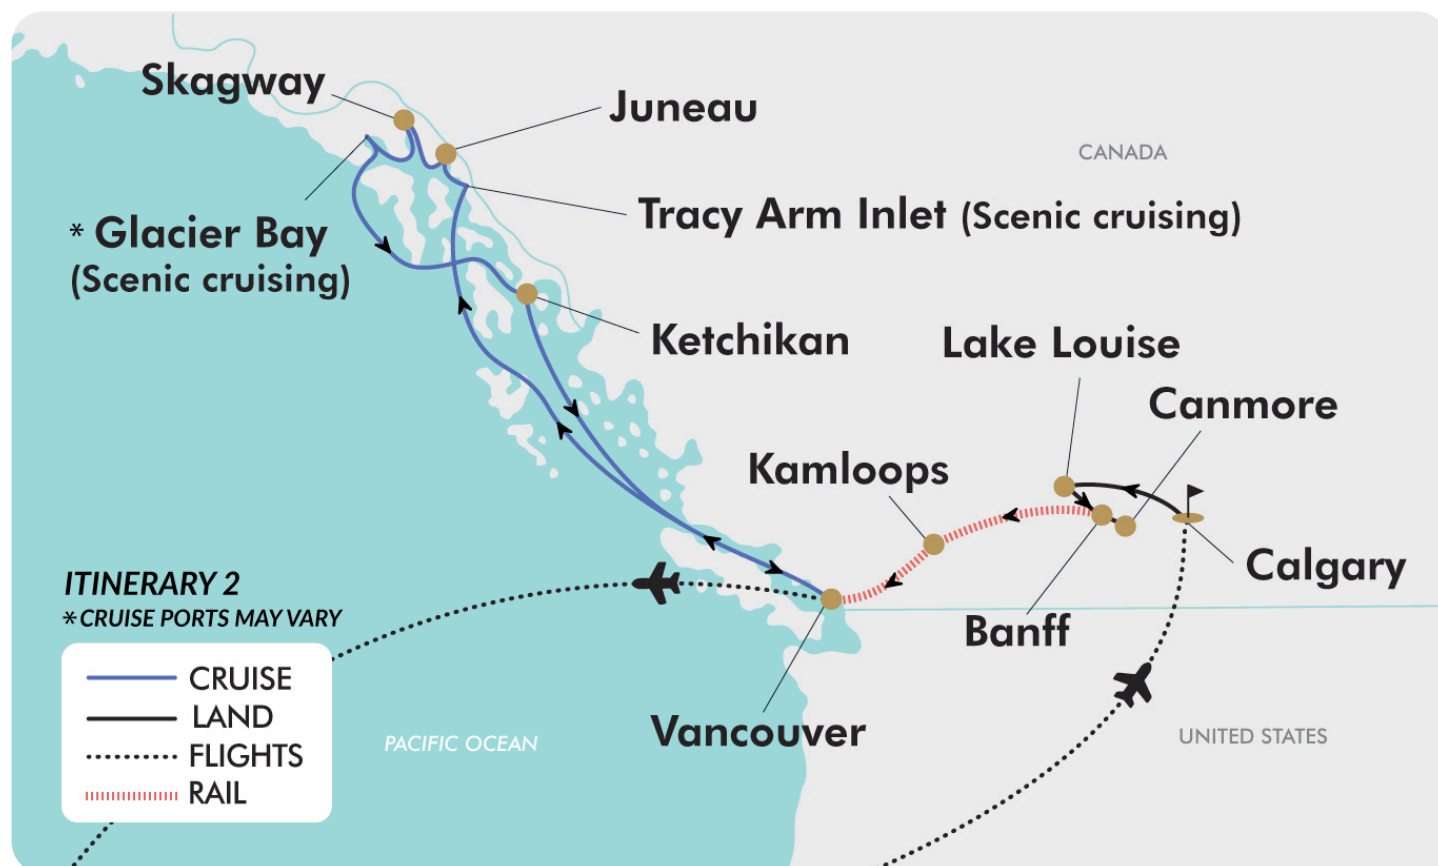 Skagway
Juneau
CANADA
Tracy Arm Inlet (Scenic cruising)
* Glacier Bay
(Scenic cruising)
Ketchikan
Lake Louise
Canmore
Kamloops
Calgary
ITINERARY 2
*CRUISE PORTS MAY VARY
Banff
CRUISE
LAND
FLIGHTS
RAIL
Vancouver
PACIFIC OCEAN
UNITED STATES